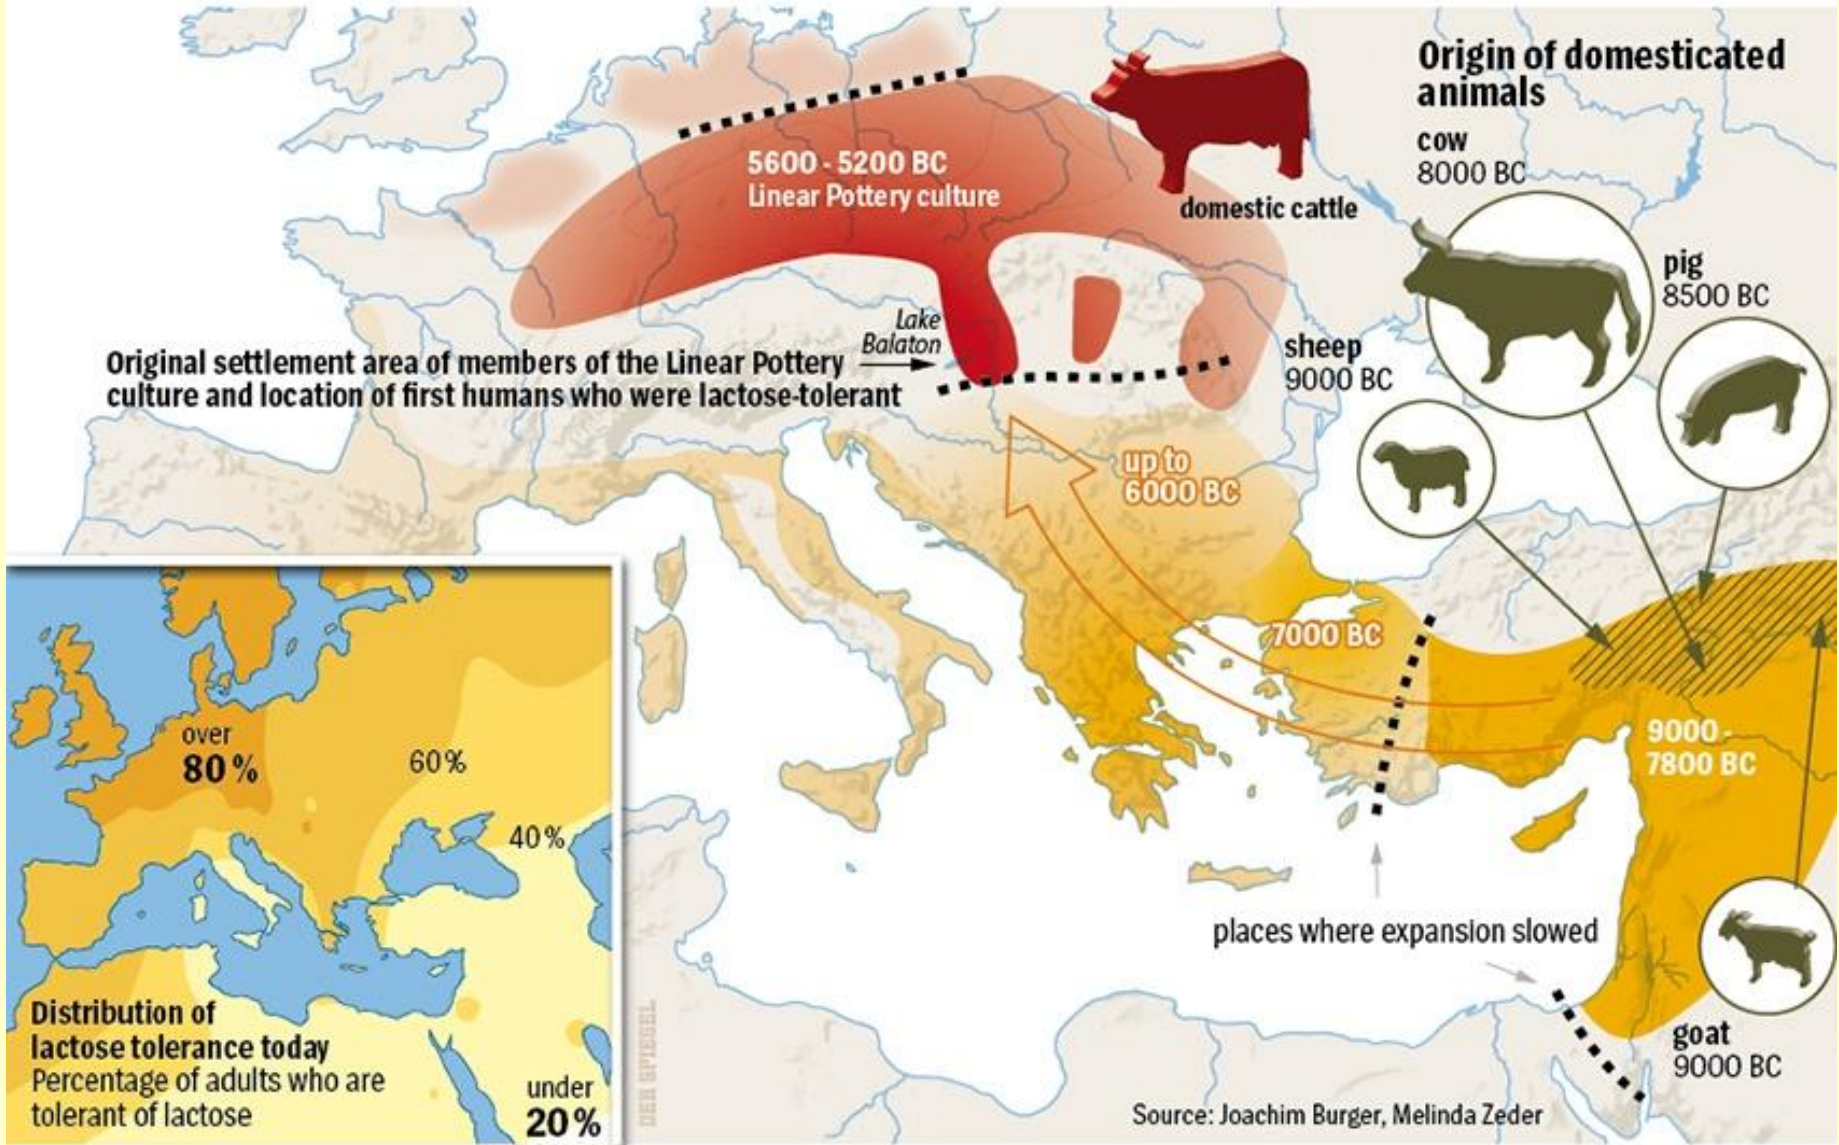 Origin of domesticated
animals
cow
8000 BC
pig
8500 BC
sheep
9000 BC
goat
9000 BC
domestic cattle
5600 - 5200 BC
Linear Pottery culture
Lake
Balaton
Original settlement area of members of the Linear Pottery
culture and location of first humans who were lactose-tolerant
up to
6000 BC
7000 BC
9000 -
7800 BC
places where expansion slowed
over
80 %
60 %
40 %
under
20 %
Distribution of
lactose tolerance today
Percentage of adults who are
tolerant of lactose
DER SPIEGEL
Source: Joachim Burger, Melinda Zeder